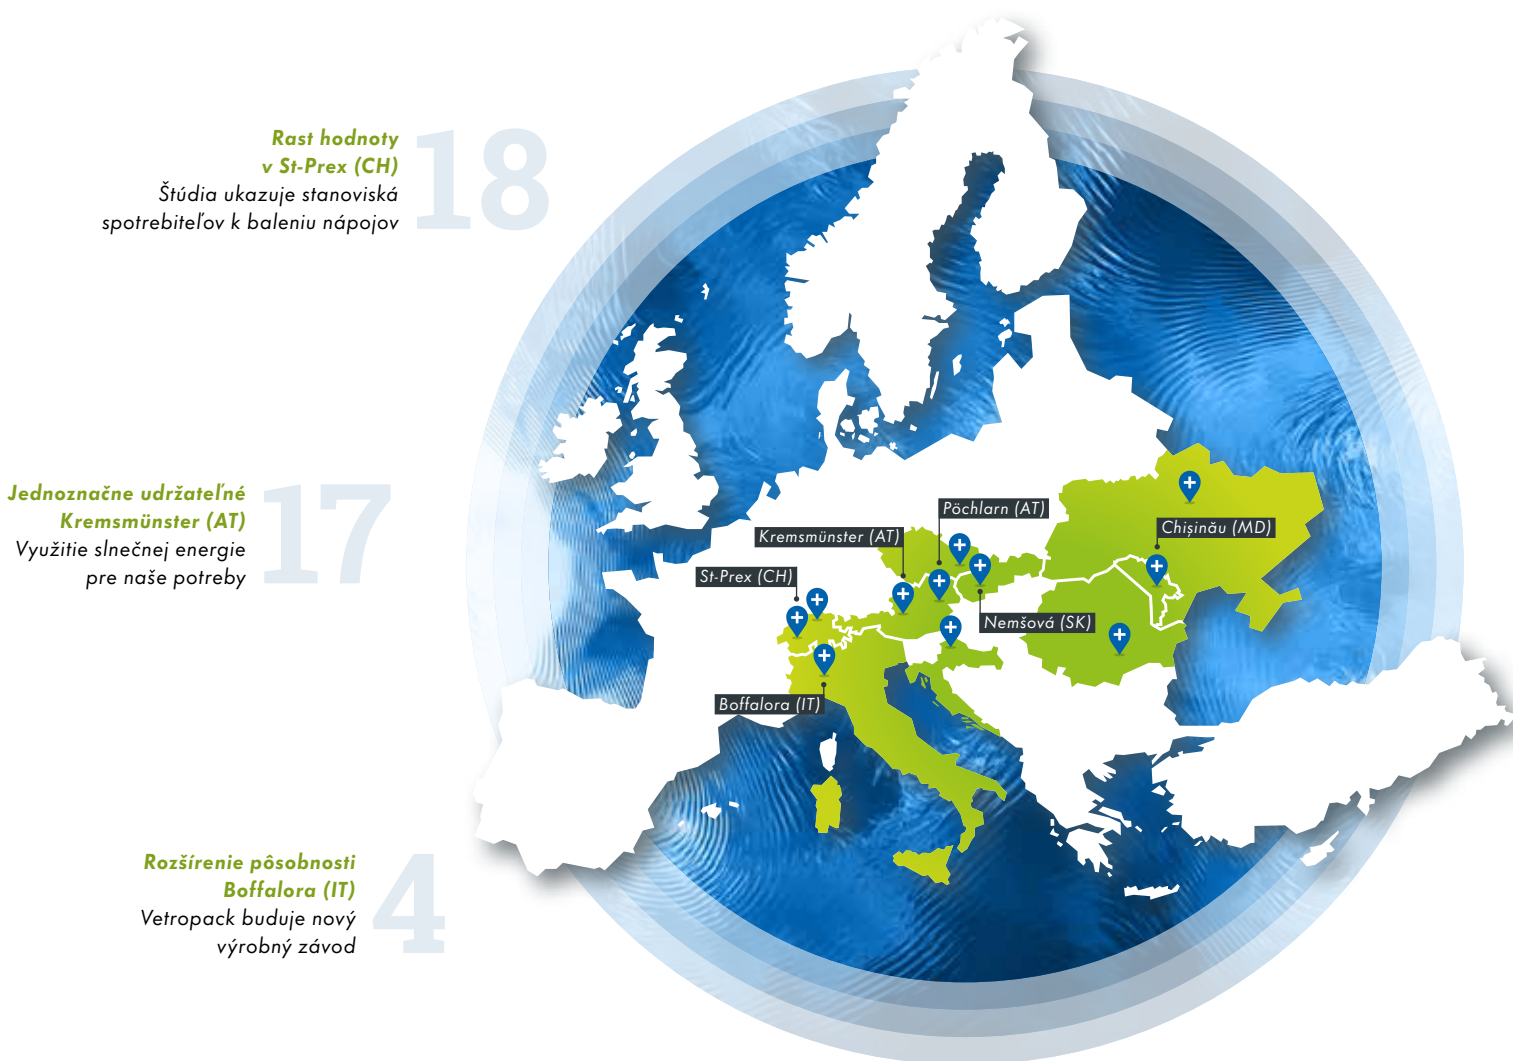 Rast hodnoty
v St-Prex (CH)
Štúdia ukazuje stanoviská
spotrebiteľov k baleniu nápojov
18
Jednoznačne udržateľné
Kremsmünster (AT)
Využitie slnečnej energie
pre naše potreby
17
Rozšírenie pôsobnosti
Boffalora (IT)
Vetropack buduje nový
výrobný závod
4
Pöchlarn (AT)
Kremsmünster (AT)
Chișinău (MD)
St-Prex (CH)
Nemšová (SK)
Boffalora (IT)